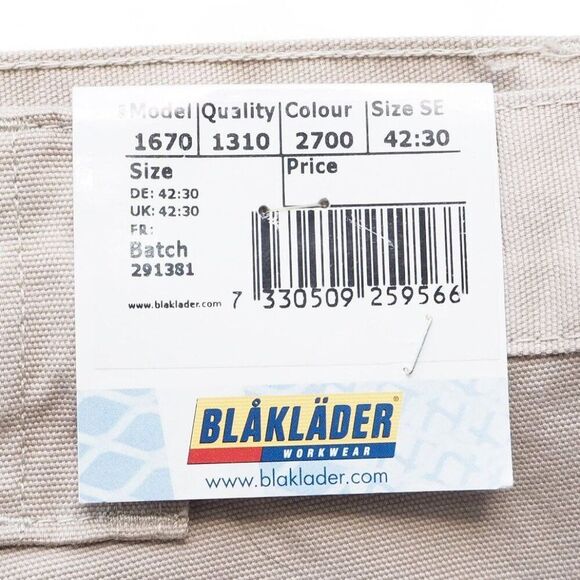 Model Quality Colour Size SE
1670 1310 2700 42:30
Size Price
DE: 42:30
UK: 42:30
FR:
Batch
291381
www.blaklader.com
7 330509 259566
BLÅKLÄDER®
WORKWEAR
www.blaklader.com